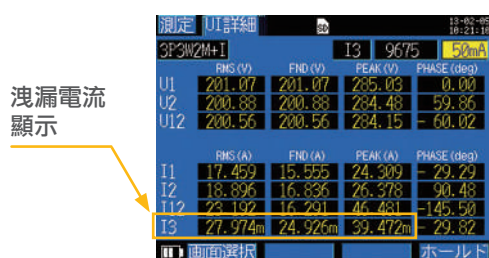 測定 UI詳細 SD 13-02-05
10:21:16
3P3W2M+I I3 9675 50mA
RMS(V) FND(V) PEAK(V) PHASE(deg)
U1 201.07 201.07 285.03 0.00
U2 200.88 200.88 284.48 59.86
U12 200.56 200.56 284.15 - 60.02
洩漏電流
顯示
RMS(A) FND(A) PEAK(A) PHASE(deg)
I1 17.459 15.555 24.309 - 29.29
I2 18.896 16.836 26.378 90.48
I12 23.192 16.291 46.481 -145.50
I3 27.974m 24.926m 39.472m - 29.82
画面選択 ホールド